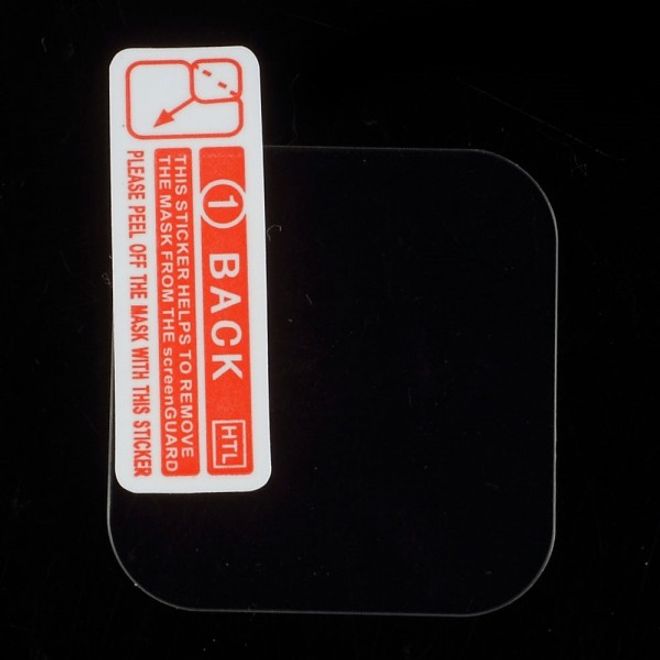 ① BACK
HTL
THIS STICKER HELPS TO REMOVE
THE MASK FROM THE screenGUARD
PLEASE PEEL OFF THE MASK WITH THIS STICKER